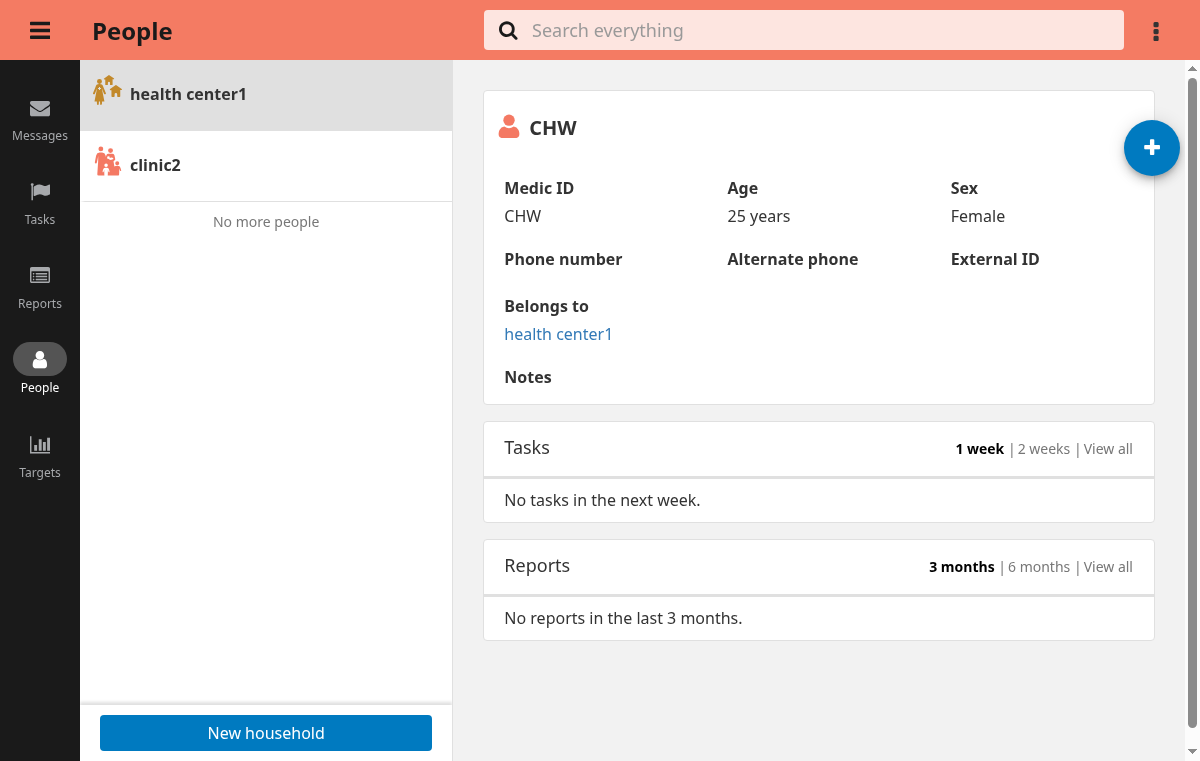 People
Search everything
Messages
Tasks
Reports
People
Targets
health center1
clinic2
No more people
New household
CHW
Medic ID
CHW
Age
25 years
Sex
Female
Phone number
Alternate phone
External ID
Belongs to
health center1
Notes
Tasks
1 week | 2 weeks | View all
No tasks in the next week.
Reports
3 months | 6 months | View all
No reports in the last 3 months.